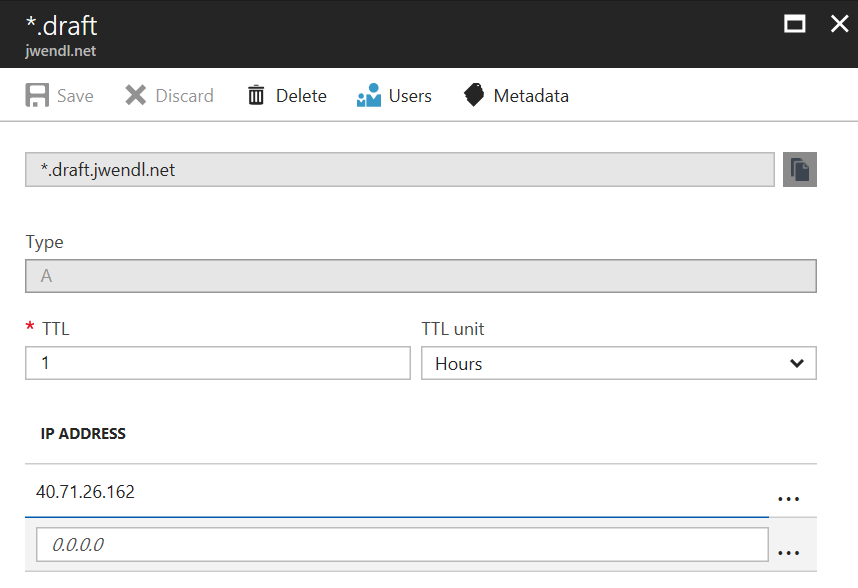 *.draft
jwendl.net
Save Discard Delete Users Metadata
*.draft.jwendl.net
Type
A
* TTL TTL unit
1 Hours
IP ADDRESS
40.71.26.162 ...
0.0.0.0 ...